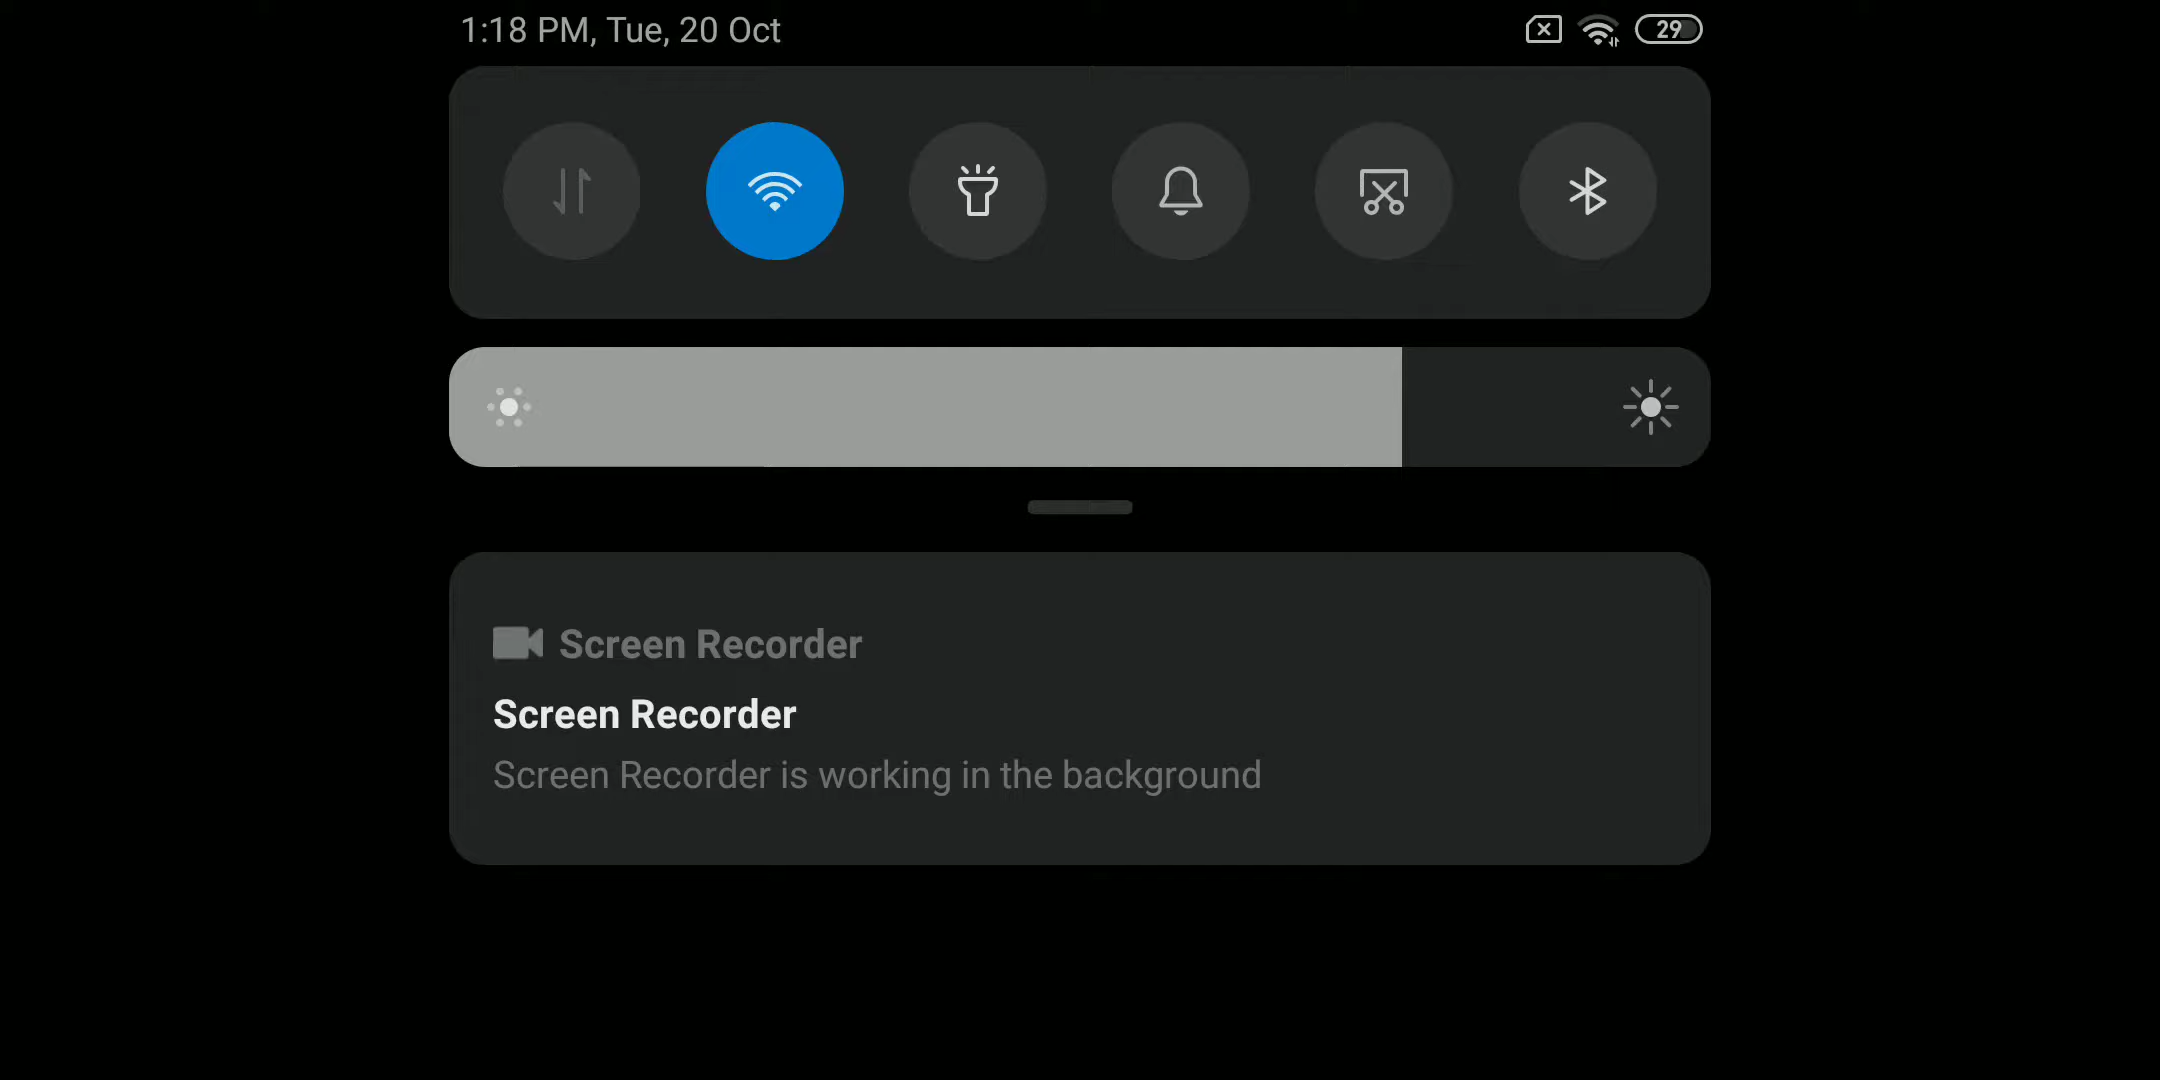 1:18 PM, Tue, 20 Oct
29
Screen Recorder
Screen Recorder
Screen Recorder is working in the background